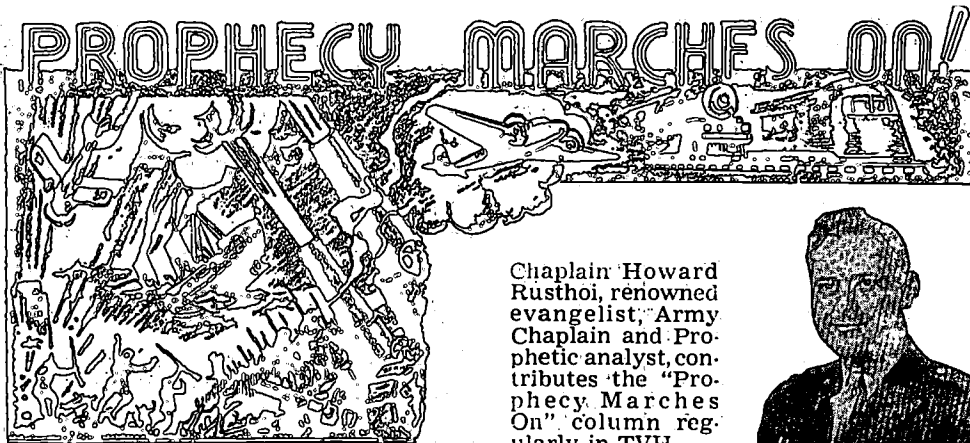 PROPHECY MARCHES ON!
Chaplain Howard
Rusthoi, renowned
evangelist, Army
Chaplain and Pro-
phetic analyst, con-
tributes the "Pro-
phecy Marches
On" column reg-
ularly in TVH.